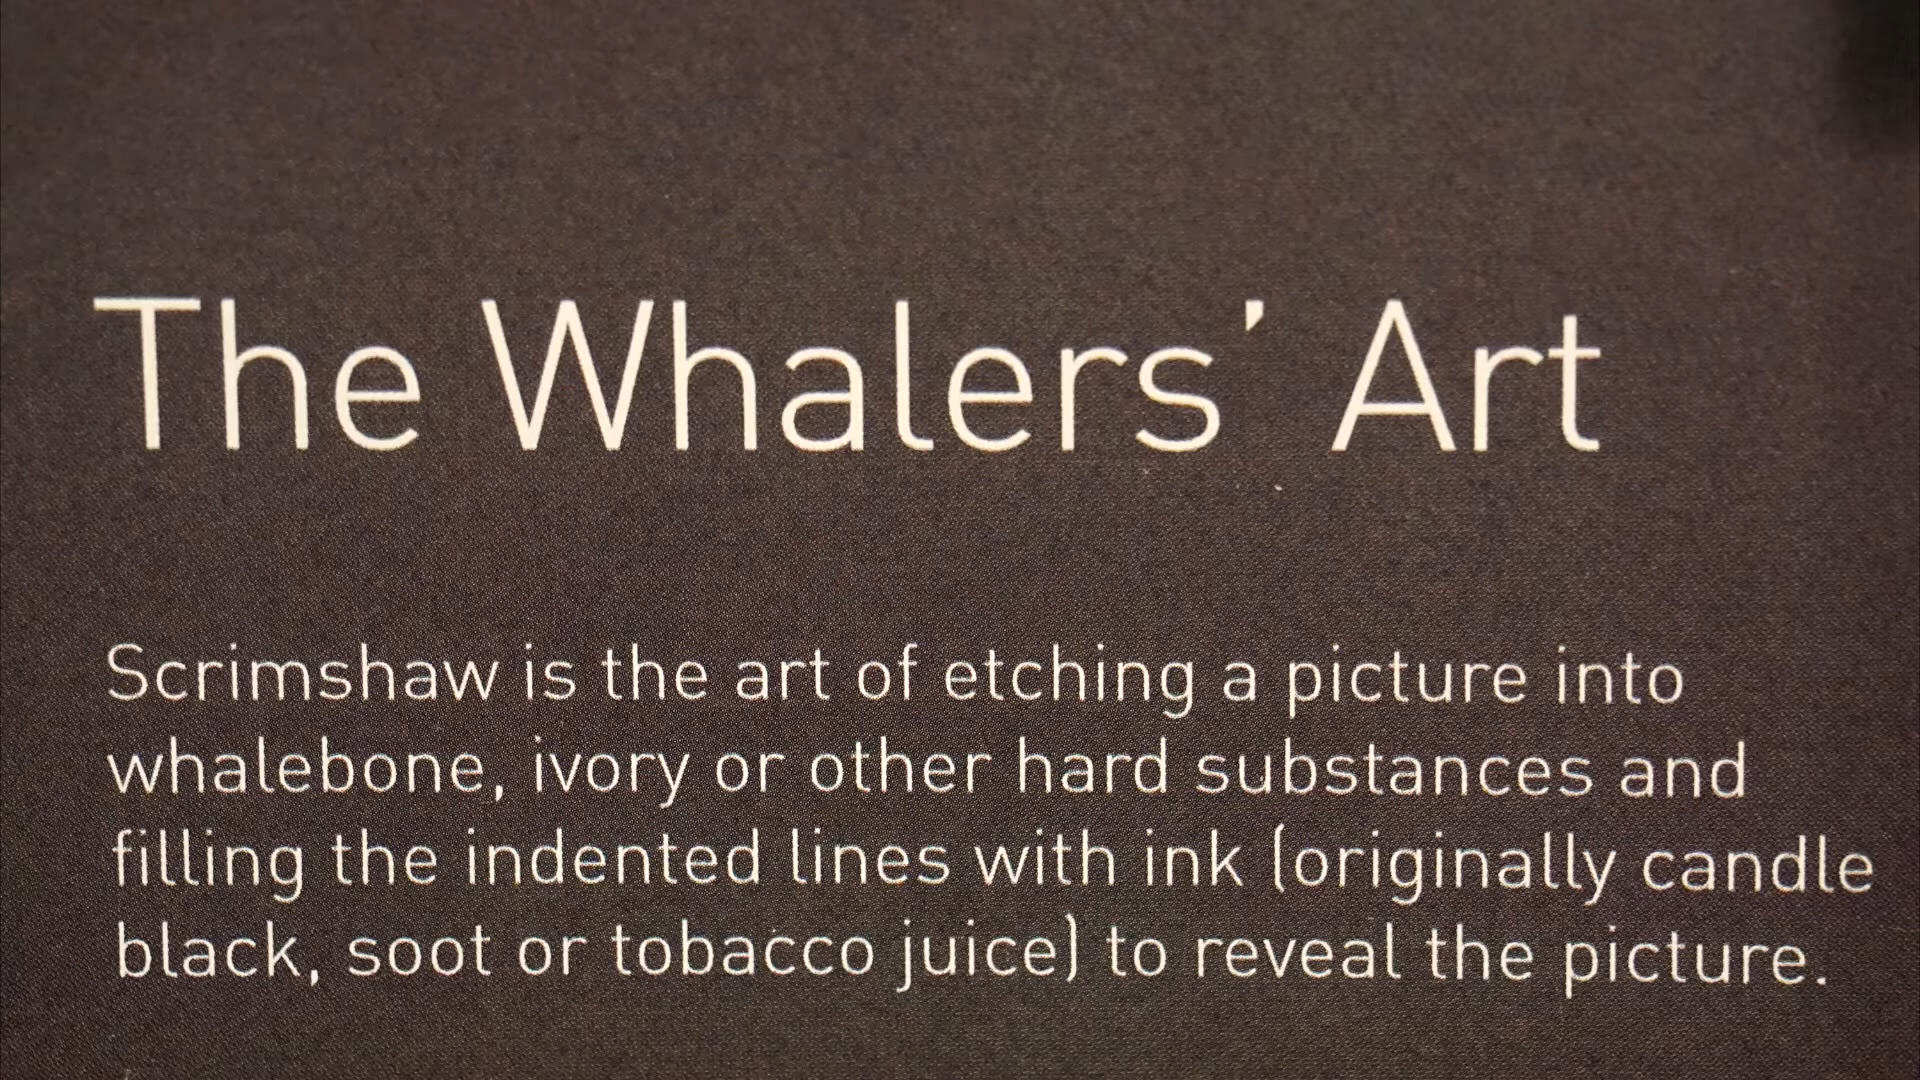 The Whalers’ Art
Scrimshaw is the art of etching a picture into
whalebone, ivory or other hard substances and
filling the indented lines with ink (originally candle
black, soot or tobacco juice) to reveal the picture.